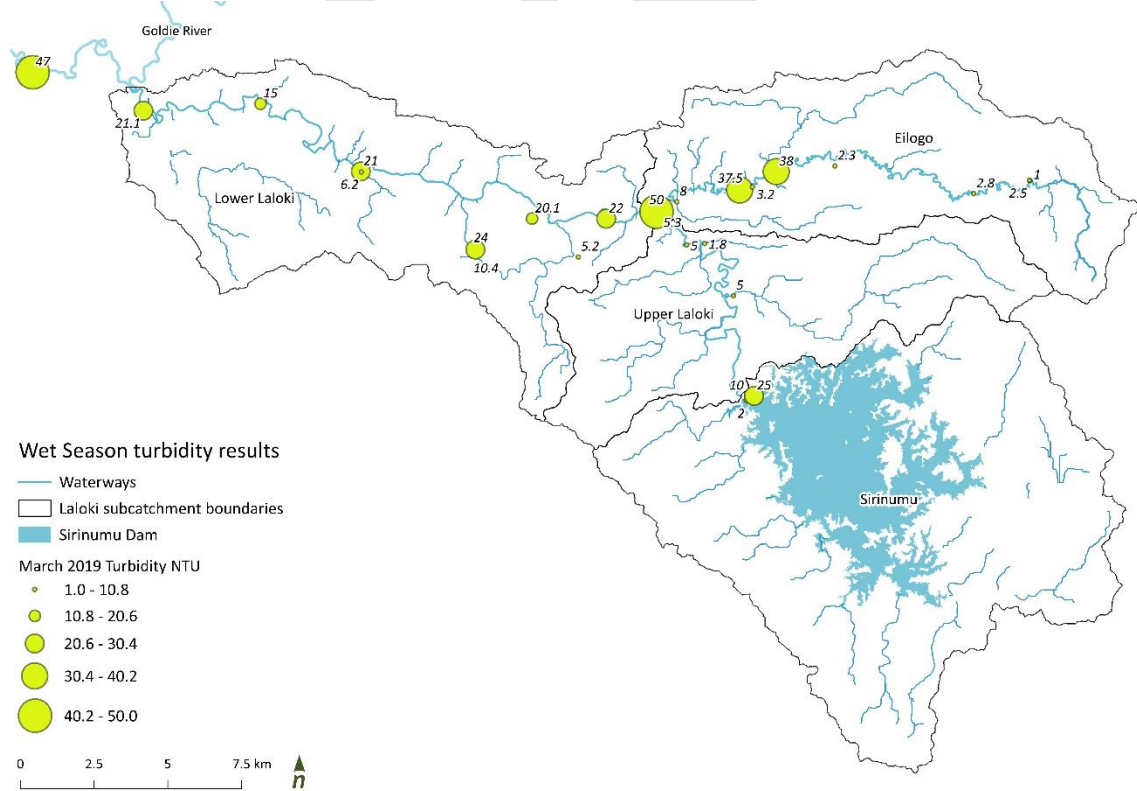 Goldie River
47
21.1
15
21
6.2
Lower Laloki
24
10.4
20.1
22
5.2
50
5.3
8
37.5
3.2
38
2.3
Eilogo
2.8
2.5
1
5
1.8
5
Upper Laloki
10
25
2
Sirinumu
Wet Season turbidity results
Waterways
Laloki subcatchment boundaries
Sirinumu Dam
March 2019 Turbidity NTU
1.0 - 10.8
10.8 - 20.6
20.6 - 30.4
30.4 - 40.2
40.2 - 50.0
0 2.5 5 7.5 km
n